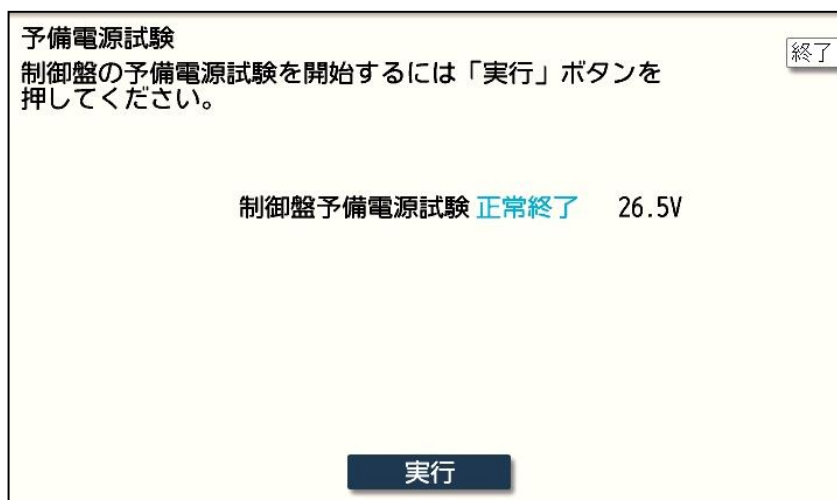 予備電源試験
終了
制御盤の予備電源試験を開始するには「実行」ボタンを
押してください。
制御盤予備電源試験 正常終了 26.5V
実行